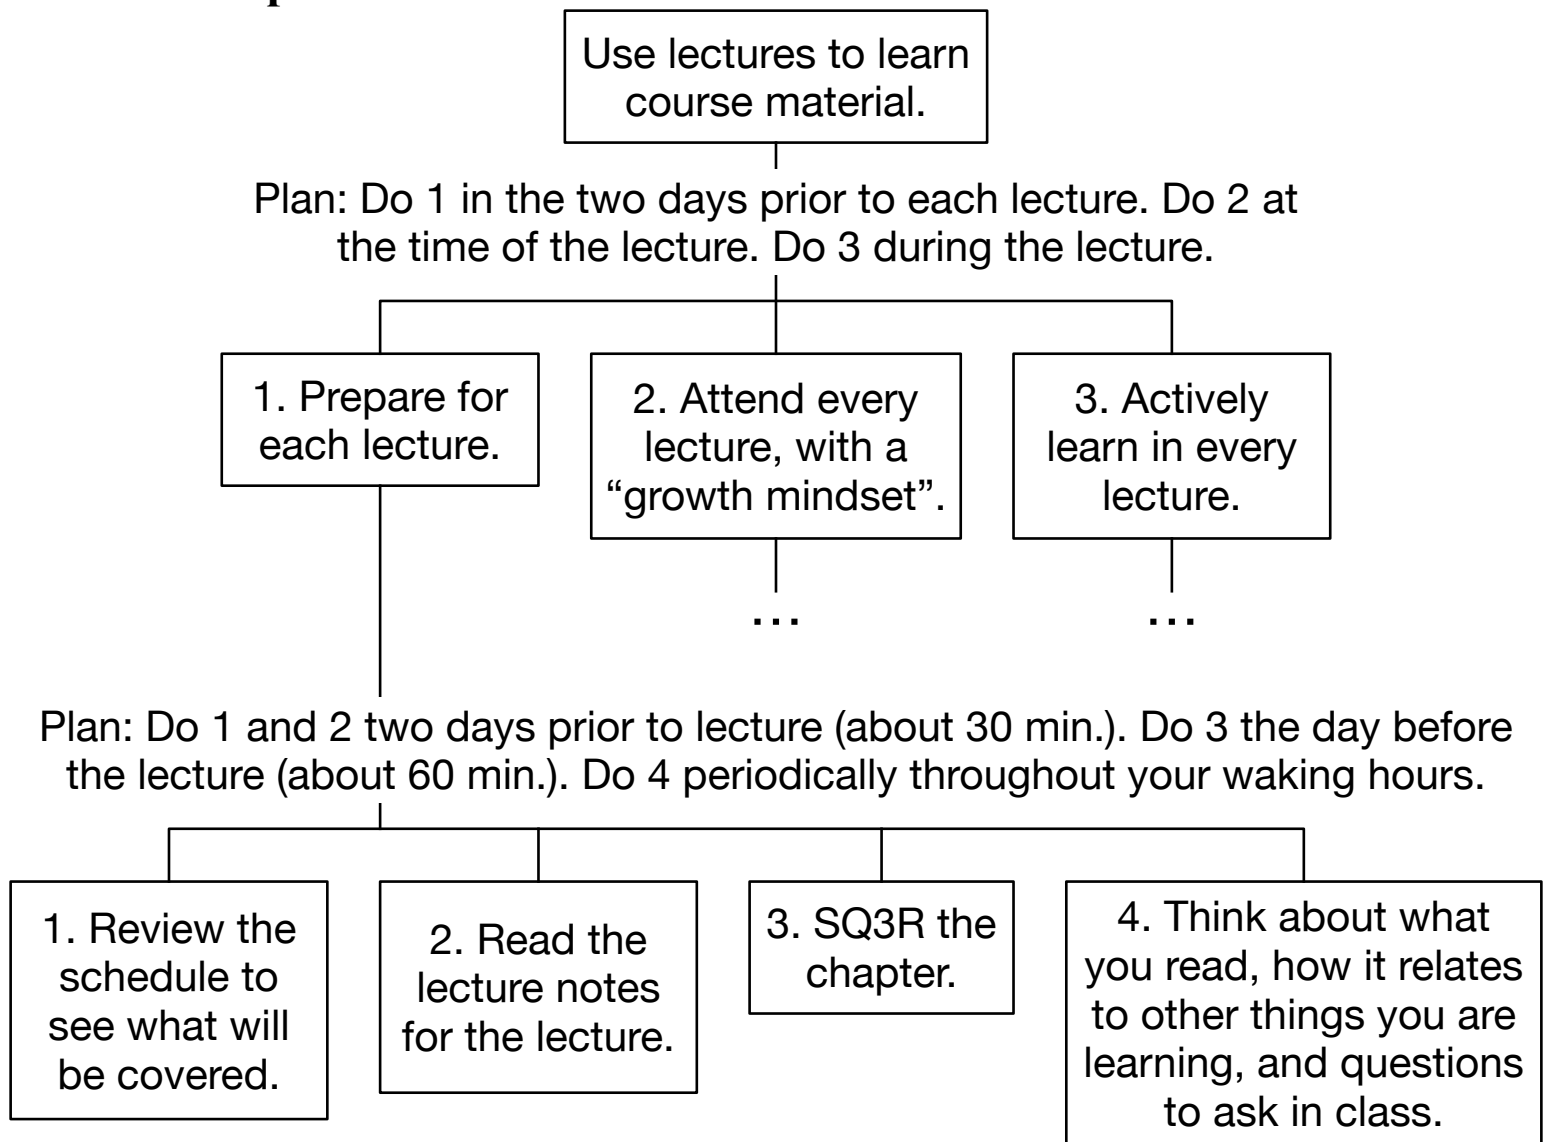 Use lectures to learn
course material.
Plan: Do 1 in the two days prior to each lecture. Do 2 at
the time of the lecture. Do 3 during the lecture.
1. Prepare for
each lecture.
2. Attend every
lecture, with a
“growth mindset”.
3. Actively
learn in every
lecture.
...
...
Plan: Do 1 and 2 two days prior to lecture (about 30 min.). Do 3 the day before
the lecture (about 60 min.). Do 4 periodically throughout your waking hours.
1. Review the
schedule to
see what will
be covered.
2. Read the
lecture notes
for the lecture.
3. SQ3R the
chapter.
4. Think about what
you read, how it relates
to other things you are
learning, and questions
to ask in class.